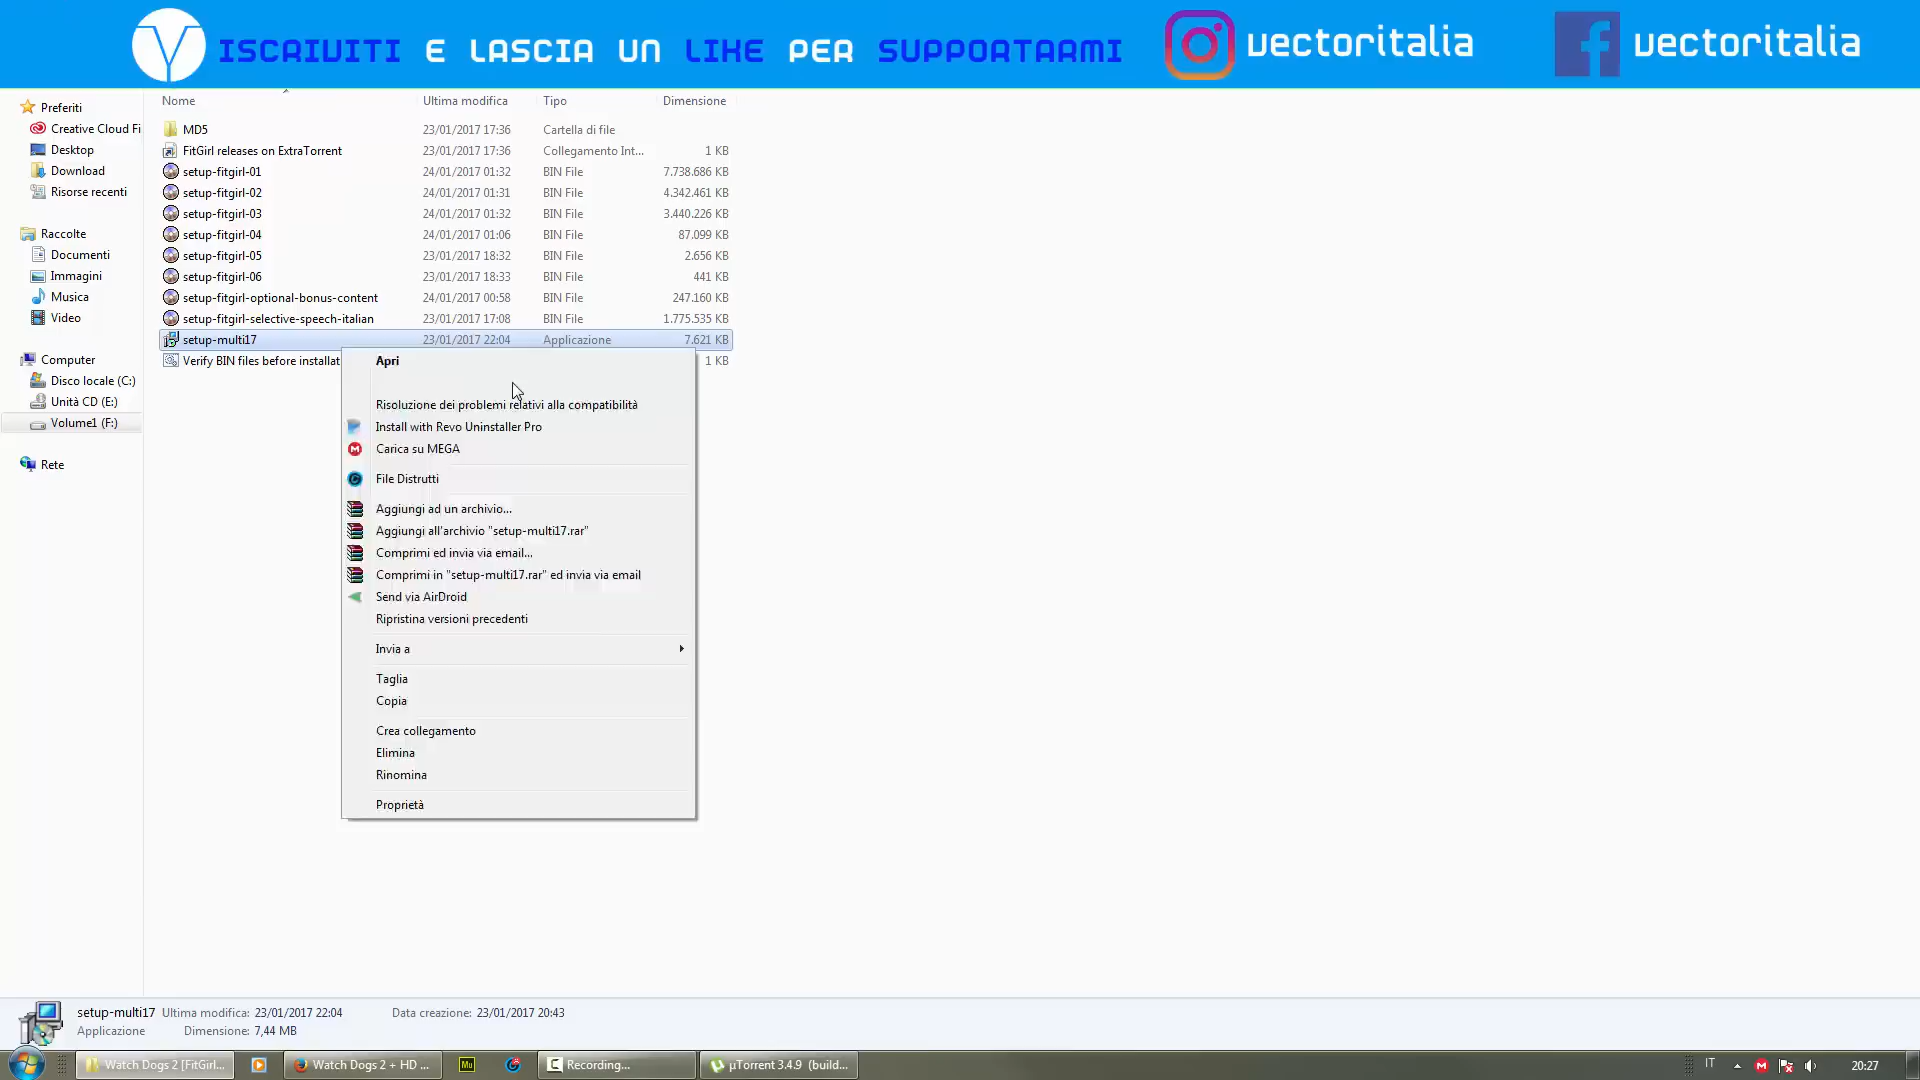 ISCRIVITI E LASCIA UN LIKE PER SUPPORTARMI
vectoritalia
vectoritalia
Nome Ultima modifica Tipo Dimensione
Preferiti
Creative Cloud Fi
Desktop
Download
Risorse recenti
Raccolte
Documenti
Immagini
Musica
Video
Computer
Disco locale (C:)
Unità CD (E:)
Volume1 (F:)
Rete
MD5 23/01/2017 17:36 Cartella di file
FitGirl releases on ExtraTorrent 23/01/2017 17:36 Collegamento Int... 1 KB
setup-fitgirl-01 24/01/2017 01:32 BIN File 7.738.686 KB
setup-fitgirl-02 24/01/2017 01:31 BIN File 4.342.461 KB
setup-fitgirl-03 24/01/2017 01:32 BIN File 3.440.226 KB
setup-fitgirl-04 24/01/2017 01:06 BIN File 87.099 KB
setup-fitgirl-05 23/01/2017 18:32 BIN File 2.656 KB
setup-fitgirl-06 23/01/2017 18:33 BIN File 441 KB
setup-fitgirl-optional-bonus-content 24/01/2017 00:58 BIN File 247.160 KB
setup-fitgirl-selective-speech-italian 23/01/2017 17:08 BIN File 1.775.535 KB
setup-multi17 23/01/2017 22:04 Applicazione 7.621 KB
Verify BIN files before installat 1 KB
Apri
Risoluzione dei problemi relativi alla compatibilità
Install with Revo Uninstaller Pro
Carica su MEGA
File Distrutti
Aggiungi ad un archivio...
Aggiungi all'archivio "setup-multi17.rar"
Comprimi ed invia via email...
Comprimi in "setup-multi17.rar" ed invia via email
Send via AirDroid
Ripristina versioni precedenti
Invia a
Taglia
Copia
Crea collegamento
Elimina
Rinomina
Proprietà
setup-multi17 Ultima modifica: 23/01/2017 22:04 Data creazione: 23/01/2017 20:43
Applicazione Dimensione: 7,44 MB
Watch Dogs 2 [FitGirl... Watch Dogs 2 + HD ... Mu Recording... µTorrent 3.4.9 (build... IT 20:27